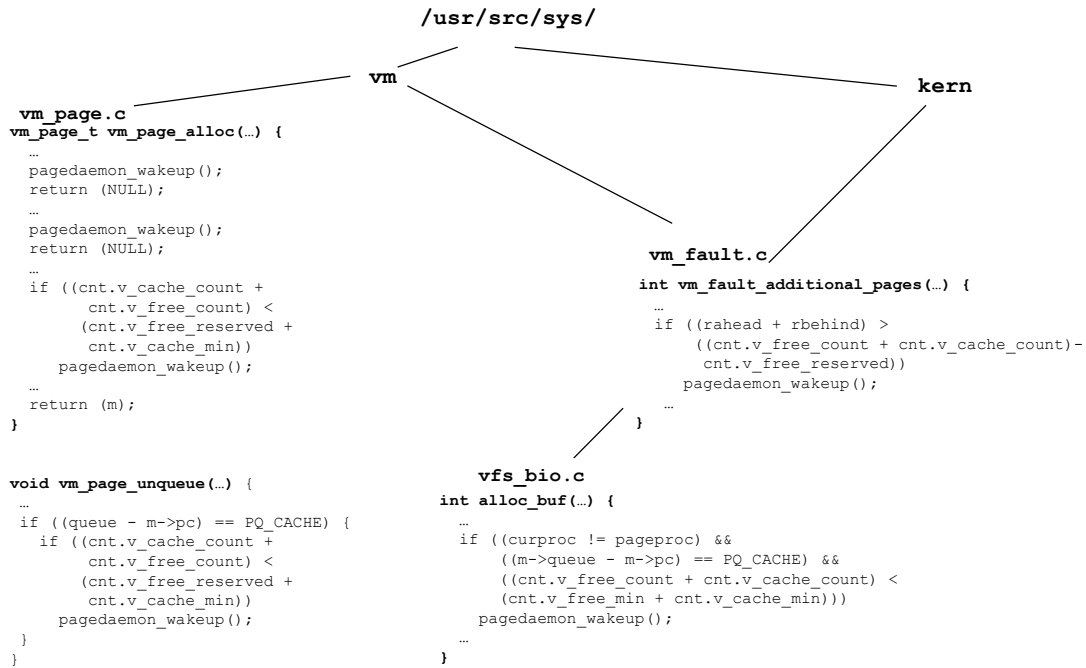 /usr/src/sys/
vm
kern
vm_page.c
vm_page_t vm_page_alloc(…) {
…
pagedaemon_wakeup();
return (NULL);
…
pagedaemon_wakeup();
return (NULL);
…
if ((cnt.v_cache_count +
cnt.v_free_count) <
(cnt.v_free_reserved +
cnt.v_cache_min))
pagedaemon_wakeup();
…
return (m);
}
void vm_page_unqueue(…) {
…
if ((queue - m->pc) == PQ_CACHE) {
if ((cnt.v_cache_count +
cnt.v_free_count) <
(cnt.v_free_reserved +
cnt.v_cache_min))
pagedaemon_wakeup();
}
}
vm_fault.c
int vm_fault_additional_pages(…) {
…
if ((rahead + rbehind) >
((cnt.v_free_count + cnt.v_cache_count)-
cnt.v_free_reserved))
pagedaemon_wakeup();
…
}
vfs_bio.c
int alloc_buf(…) {
…
if ((curproc != pageproc) &&
((m->queue - m->pc) == PQ_CACHE) &&
((cnt.v_free_count + cnt.v_cache_count) <
(cnt.v_free_min + cnt.v_cache_min)))
pagedaemon_wakeup();
…
}